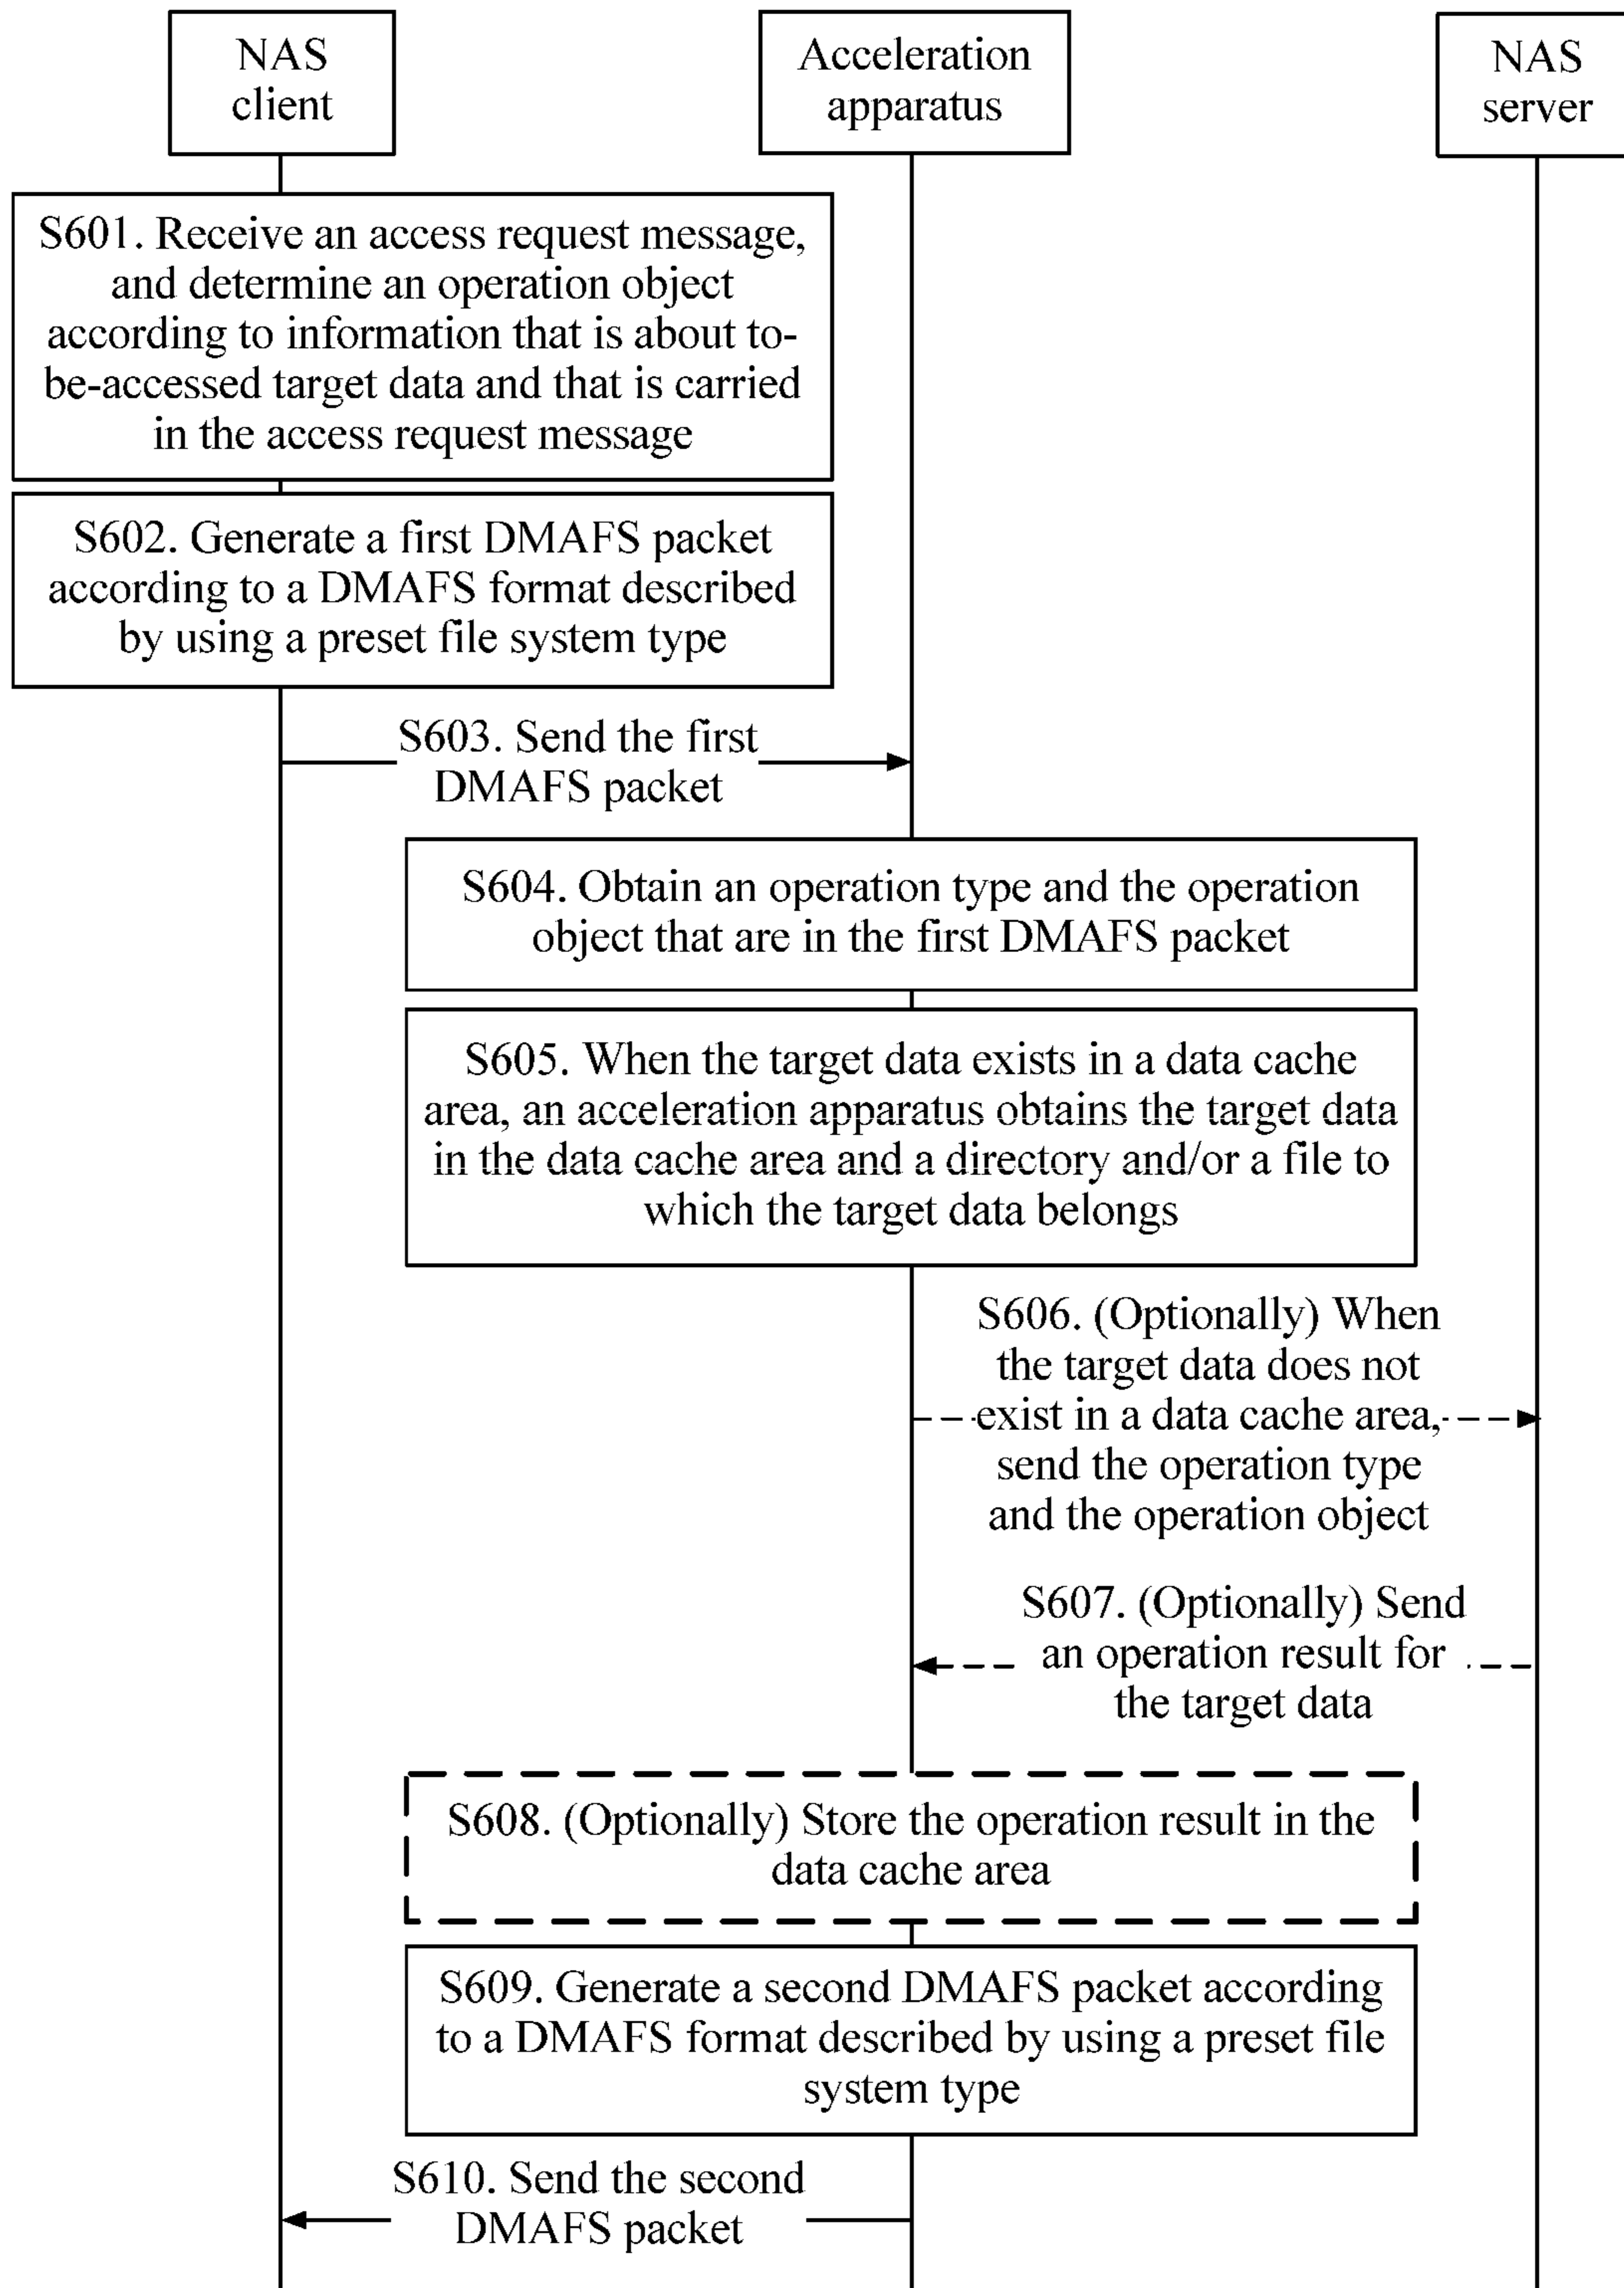 NAS
client
Acceleration
apparatus
NAS
server
S601. Receive an access request message,
and determine an operation object
according to information that is about to-
be-accessed target data and that is carried
in the access request message
S602. Generate a first DMAFS packet
according to a DMAFS format described
by using a preset file system type
S603. Send the first
DMAFS packet
S604. Obtain an operation type and the operation
object that are in the first DMAFS packet
S605. When the target data exists in a data cache
area, an acceleration apparatus obtains the target data
in the data cache area and a directory and/or a file to
which the target data belongs
S606. (Optionally) When
the target data does not
exist in a data cache area,
send the operation type
and the operation object
S607. (Optionally) Send
an operation result for
the target data
S608. (Optionally) Store the operation result in the
data cache area
S609. Generate a second DMAFS packet according
to a DMAFS format described by using a preset file
system type
S610. Send the second
DMAFS packet